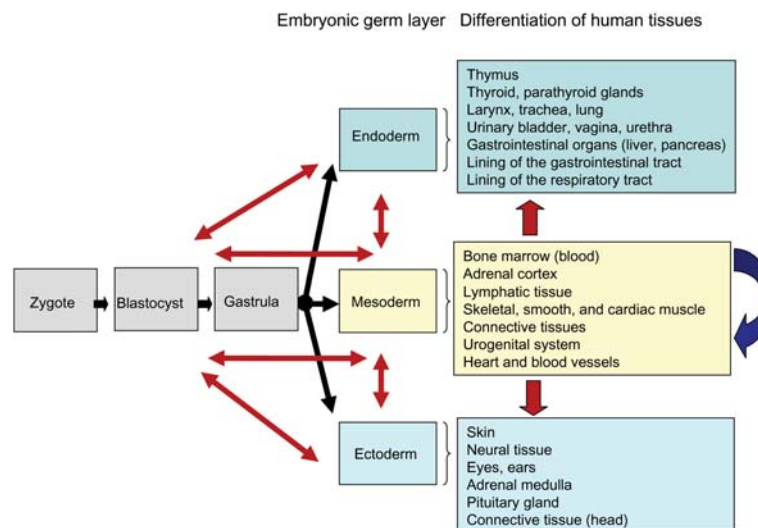 Embryonic germ layer
Differentiation of human tissues
Thymus
Thyroid, parathyroid glands
Larynx, trachea, lung
Urinary bladder, vagina, urethra
Gastrointestinal organs (liver, pancreas)
Lining of the gastrointestinal tract
Lining of the respiratory tract
Endoderm
Bone marrow (blood)
Adrenal cortex
Lymphatic tissue
Skeletal, smooth, and cardiac muscle
Connective tissues
Urogenital system
Heart and blood vessels
Zygote
Blastocyst
Gastrula
Mesoderm
Ectoderm
Skin
Neural tissue
Eyes, ears
Adrenal medulla
Pituitary gland
Connective tissue (head)